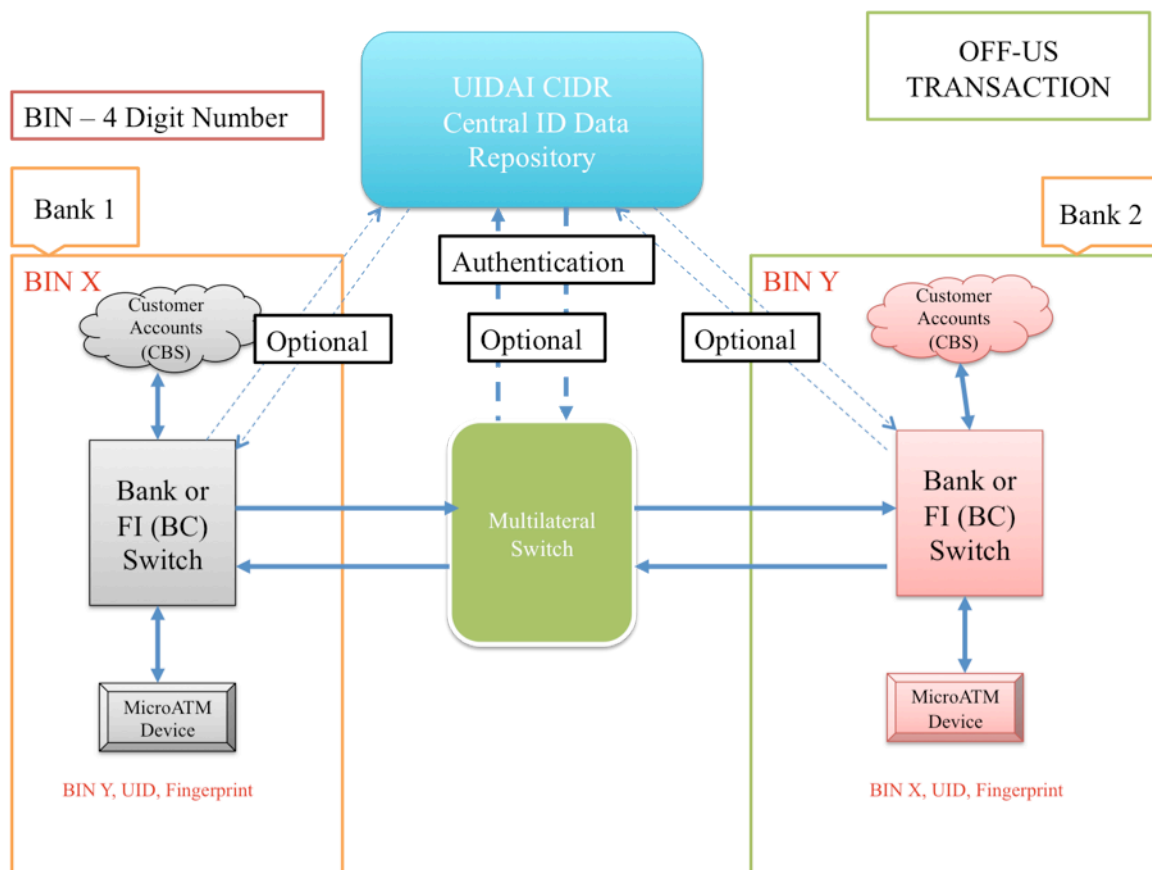 UIDAI CIDR
Central ID Data
Repository
OFF-US
TRANSACTION
BIN – 4 Digit Number
Bank 1
Bank 2
BIN X
Customer
Accounts
(CBS)
Authentication
Optional
Optional
Optional
BIN Y
Customer
Accounts
(CBS)
Bank or
FI (BC)
Switch
Multilateral
Switch
Bank or
FI (BC)
Switch
MicroATM
Device
MicroATM
Device
BIN Y, UID, Fingerprint
BIN X, UID, Fingerprint